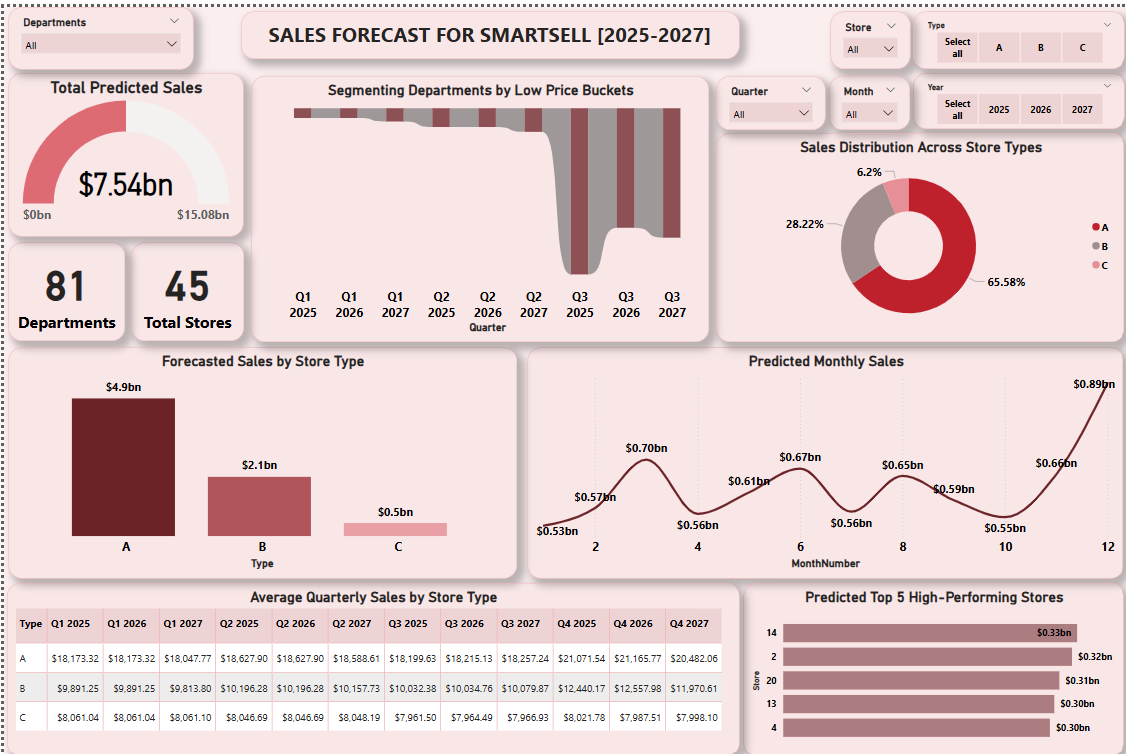 Departments
All
SALES FORECAST FOR SMARTSELL [2025-2027]
Store
All
Type
Select all
A
B
C
Quarter
All
Month
All
Year
Select all
2025
2026
2027
Total Predicted Sales
$7.54bn
$0bn
$15.08bn
81
Departments
45
Total Stores
Segmenting Departments by Low Price Buckets
Q1 2025
Q1 2026
Q1 2027
Q2 2025
Q2 2026
Q2 2027
Q3 2025
Q3 2026
Q3 2027
Quarter
Sales Distribution Across Store Types
6.2%
28.22%
65.58%
A
B
C
Forecasted Sales by Store Type
$4.9bn
$2.1bn
$0.5bn
A
B
C
Type
Predicted Monthly Sales
$0.53bn
$0.57bn
$0.70bn
$0.56bn
$0.61bn
$0.67bn
$0.56bn
$0.65bn
$0.59bn
$0.55bn
$0.66bn
$0.89bn
2
4
6
8
10
12
MonthNumber
Average Quarterly Sales by Store Type
Type Q1 2025 Q1 2026 Q1 2027 Q2 2025 Q2 2026 Q2 2027 Q3 2025 Q3 2026 Q3 2027 Q4 2025 Q4 2026 Q4 2027
A $18,173.32 $18,173.32 $18,047.77 $18,627.90 $18,627.90 $18,588.61 $18,199.63 $18,215.13 $18,257.24 $21,071.54 $21,165.77 $20,482.06
B $9,891.25 $9,891.25 $9,813.80 $10,196.28 $10,196.28 $10,157.73 $10,032.38 $10,034.76 $10,079.87 $12,440.17 $12,557.98 $11,970.61
C $8,061.04 $8,061.04 $8,061.10 $8,046.69 $8,046.69 $8,048.19 $7,961.50 $7,964.49 $7,966.93 $8,021.78 $7,987.51 $7,998.10
Predicted Top 5 High-Performing Stores
Store
14 $0.33bn
2 $0.32bn
20 $0.31bn
13 $0.30bn
4 $0.30bn